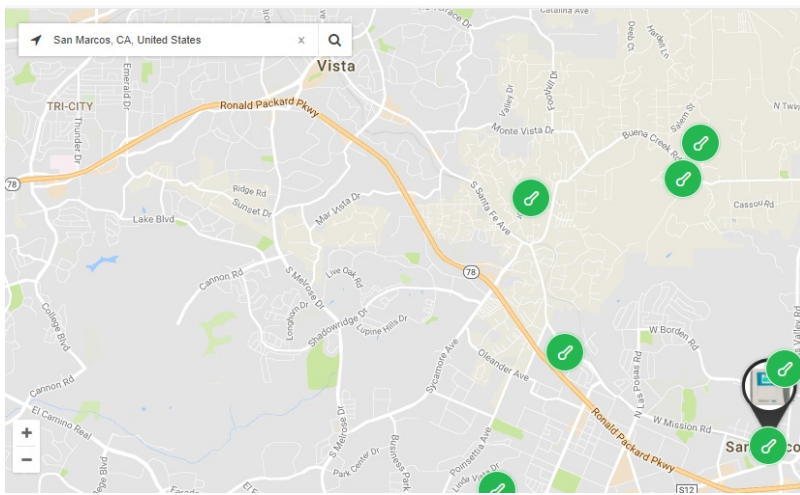 San Marcos, CA, United States
x
Vista
TRI-CITY
Emerald Dr
Thunder Dr
Ronald Packard Pkwy
78
Catalina Ave
Deeb Ct
Hardell Ln
Foothill Dr
Valley Dr
Monte Vista Dr
Salem St
Buena Creek Rd
N Twin
Cassou Rd
Ridge Rd
Sunset Dr
Mar Vista Dr
S Santa Fe Ave
Lake Blvd
Cannon Rd
S Melrose Dr
Live Oak Rd
78
College Blvd
Longhorn Dr
Shadowridge Dr
Lupine Hills Dr
Sycamore Ave
Oleander Ave
W Borden Rd
N Las Posas Rd
Cannon Rd
El Camino Real
S Melrose Dr
Park Center Dr
Business Park
Poinsettia Ave
Linda Vista Dr
Ronald Packard Pkwy
W Mission Rd
S12
+
−